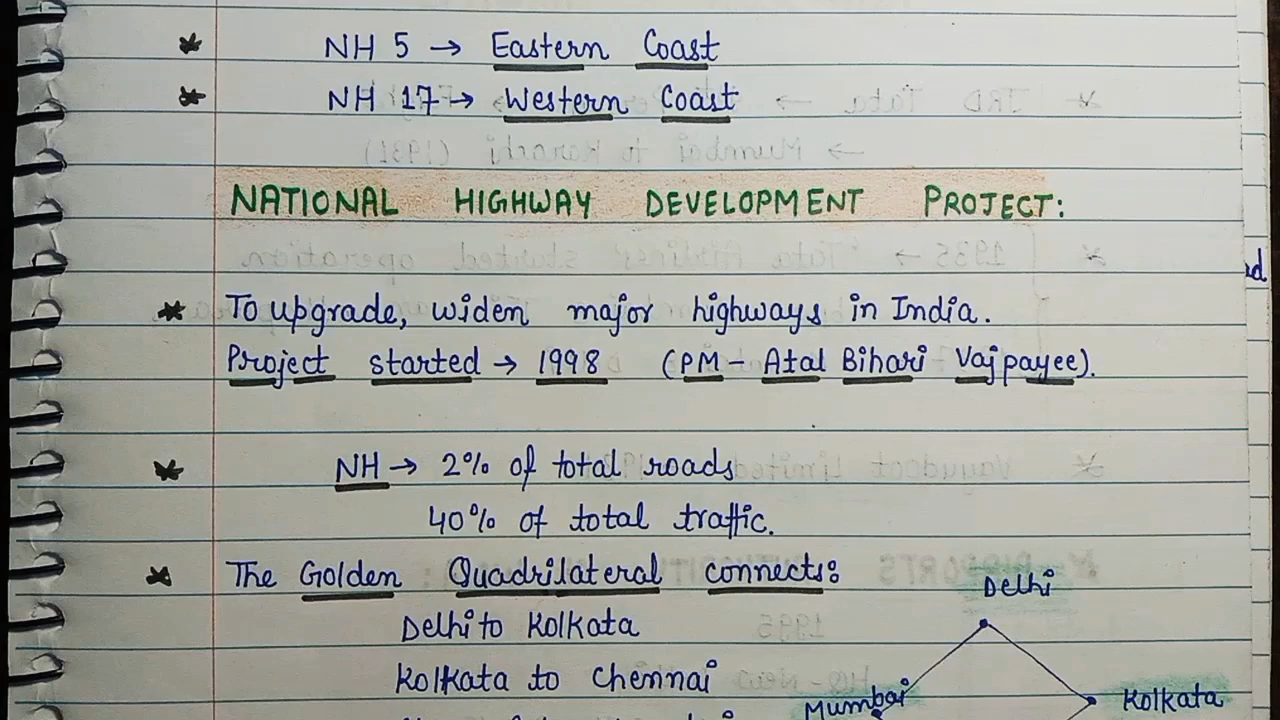 * NH 5 → Eastern Coast
* NH 17 → Western Coast
NATIONAL HIGHWAY DEVELOPMENT PROJECT:
* To upgrade, widen major highways in India.
Project started → 1998 (PM - Atal Bihari Vajpayee).
* NH → 2% of total roads
40% of total traffic.
* The Golden Quadrilateral connects:
Delhi
Delhi to Kolkata
Kolkata to Chennai
Mumbai
Kolkata